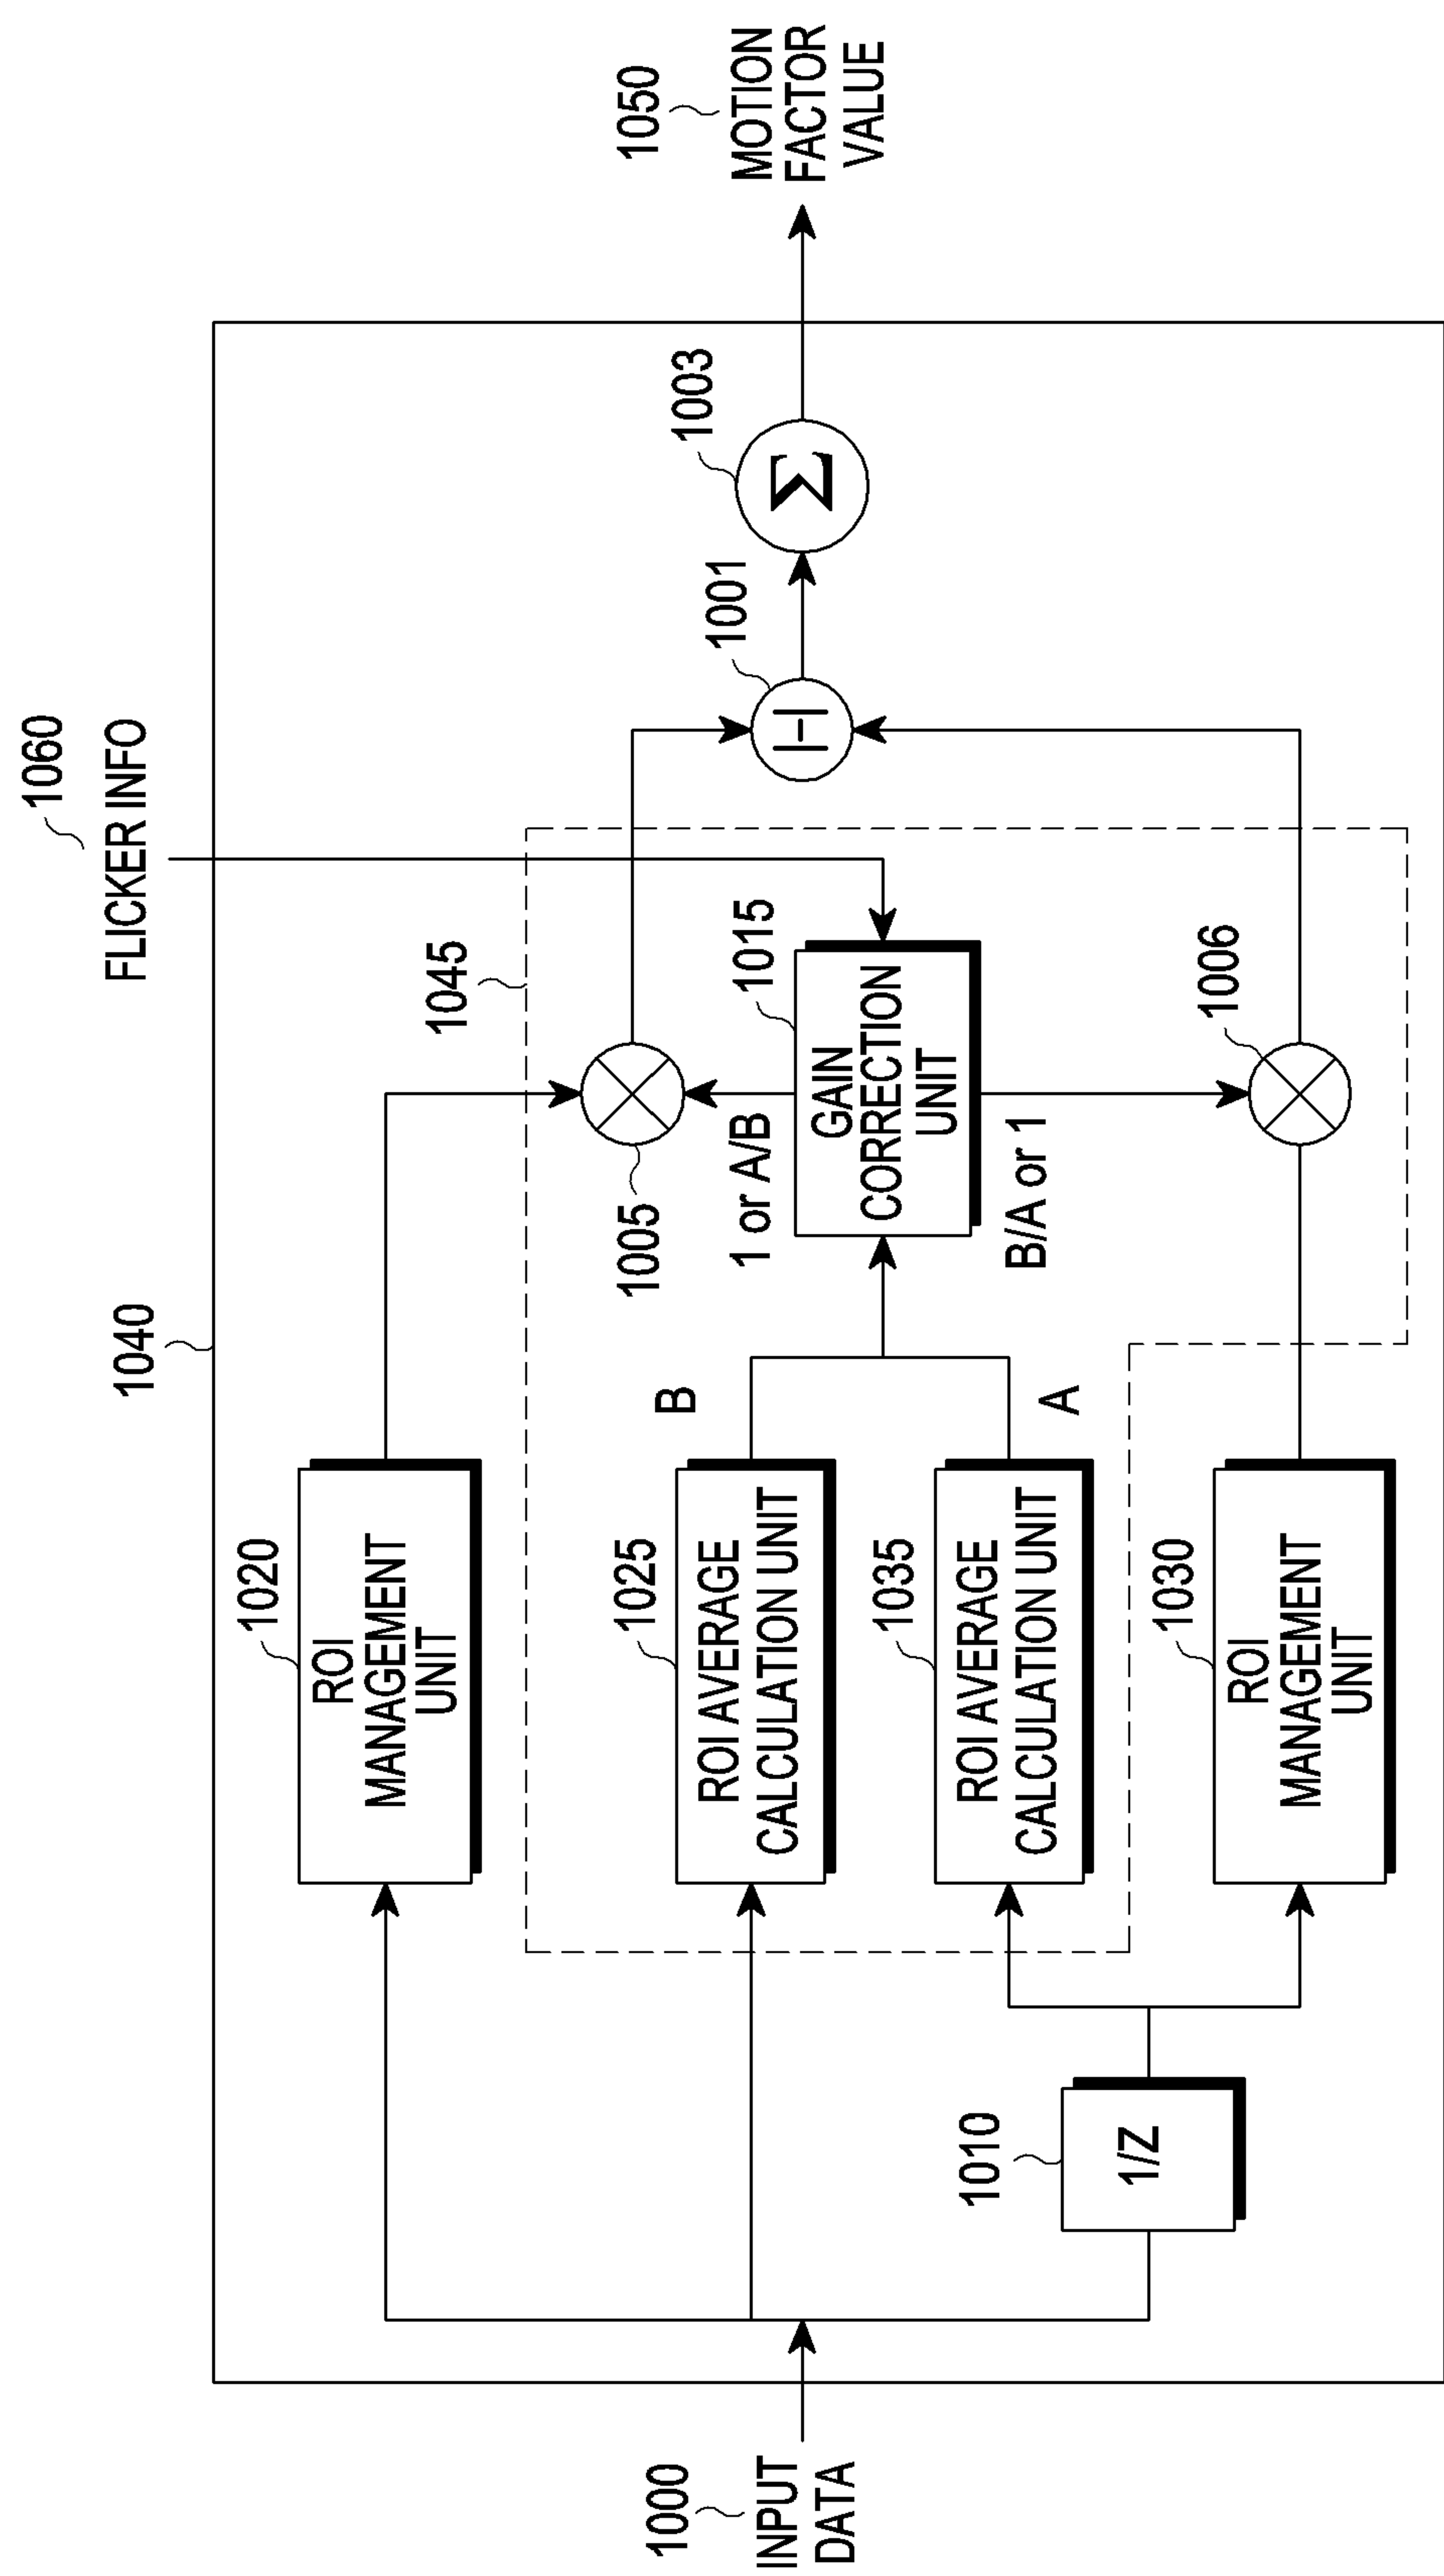 1040
1060
FLICKER INFO
1000
INPUT
DATA
1020
ROI
MANAGEMENT
UNIT
1045
1025
ROI AVERAGE
CALCULATION UNIT
B
1035
ROI AVERAGE
CALCULATION UNIT
A
1010
1/Z
1030
ROI
MANAGEMENT
UNIT
1005
1 or A/B
1015
GAIN
CORRECTION
UNIT
B/A or 1
1006
1001
|−|
1003
Σ
1050
MOTION
FACTOR
VALUE